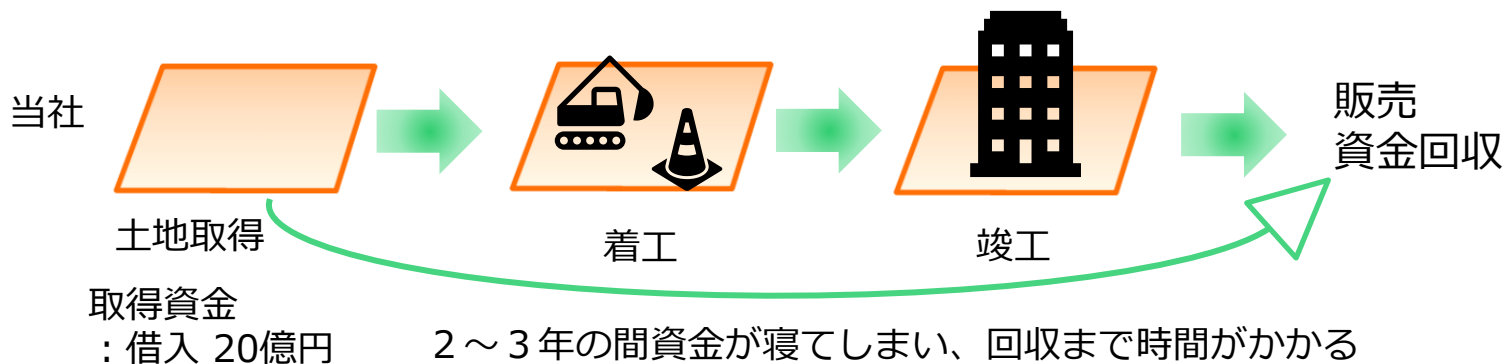 当社
販売
資金回収
土地取得
着工
竣工
取得資金
：借入 20億円
２～３年の間資金が寝てしまい、回収まで時間がかかる